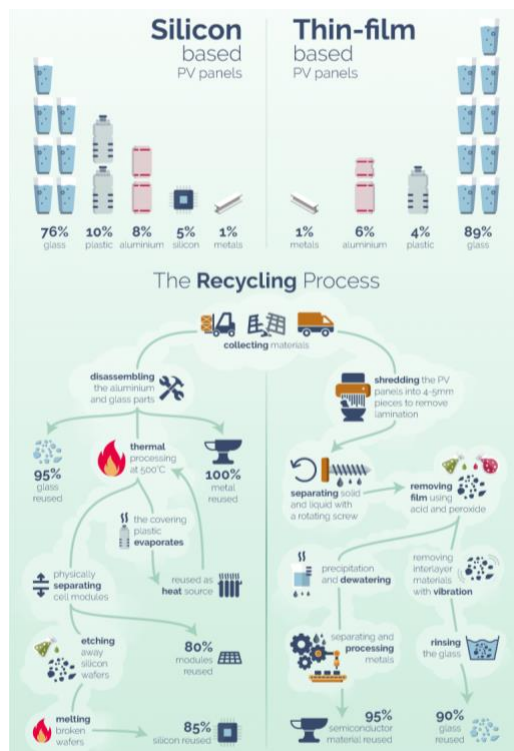 Silicon
based
PV panels
Thin-film
based
PV panels
76%
glass
10%
plastic
8%
aluminium
5%
silicon
1%
metals
1%
metals
6%
aluminium
4%
plastic
89%
glass
The Recycling Process
collecting materials
disassembling
the aluminium
and glass parts
95%
glass
reused
thermal
processing
at 500°C
100%
metal
reused
the covering
plastic
evaporates
reused as
heat source
physically
separating
cell modules
80%
modules
reused
etching
away
silicon
wafers
melting
broken
wafers
85%
silicon reused
shredding the PV
panels into 4-5mm
pieces to remove
lamination
separating solid
and liquid with
a rotating screw
removing
film using
acid and peroxide
precipitation
and dewatering
removing
interlayer
materials
with vibration
separating and
processing
metals
rinsing
the glass
95%
semiconductor
material reused
90%
glass
reused